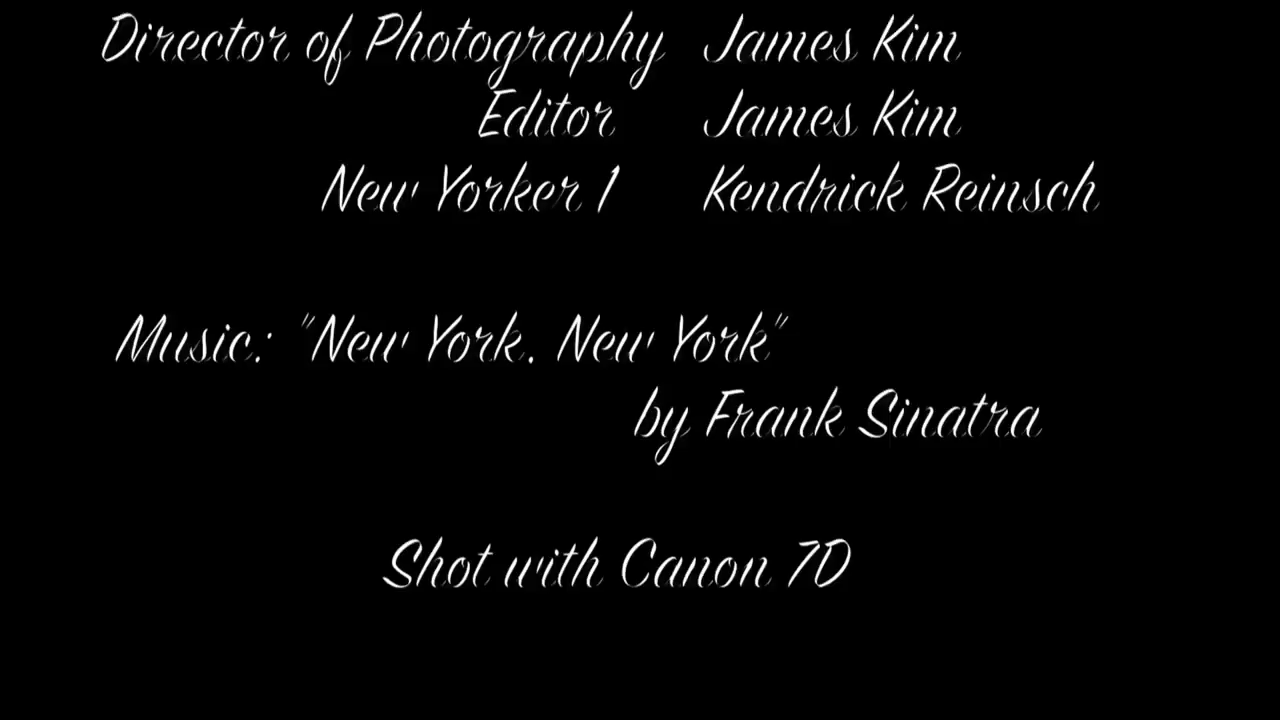 Director of Photography James Kim
Editor James Kim
New Yorker 1 Kendrick Reinsch
Music: "New York, New York"
by Frank Sinatra
Shot with Canon 7D